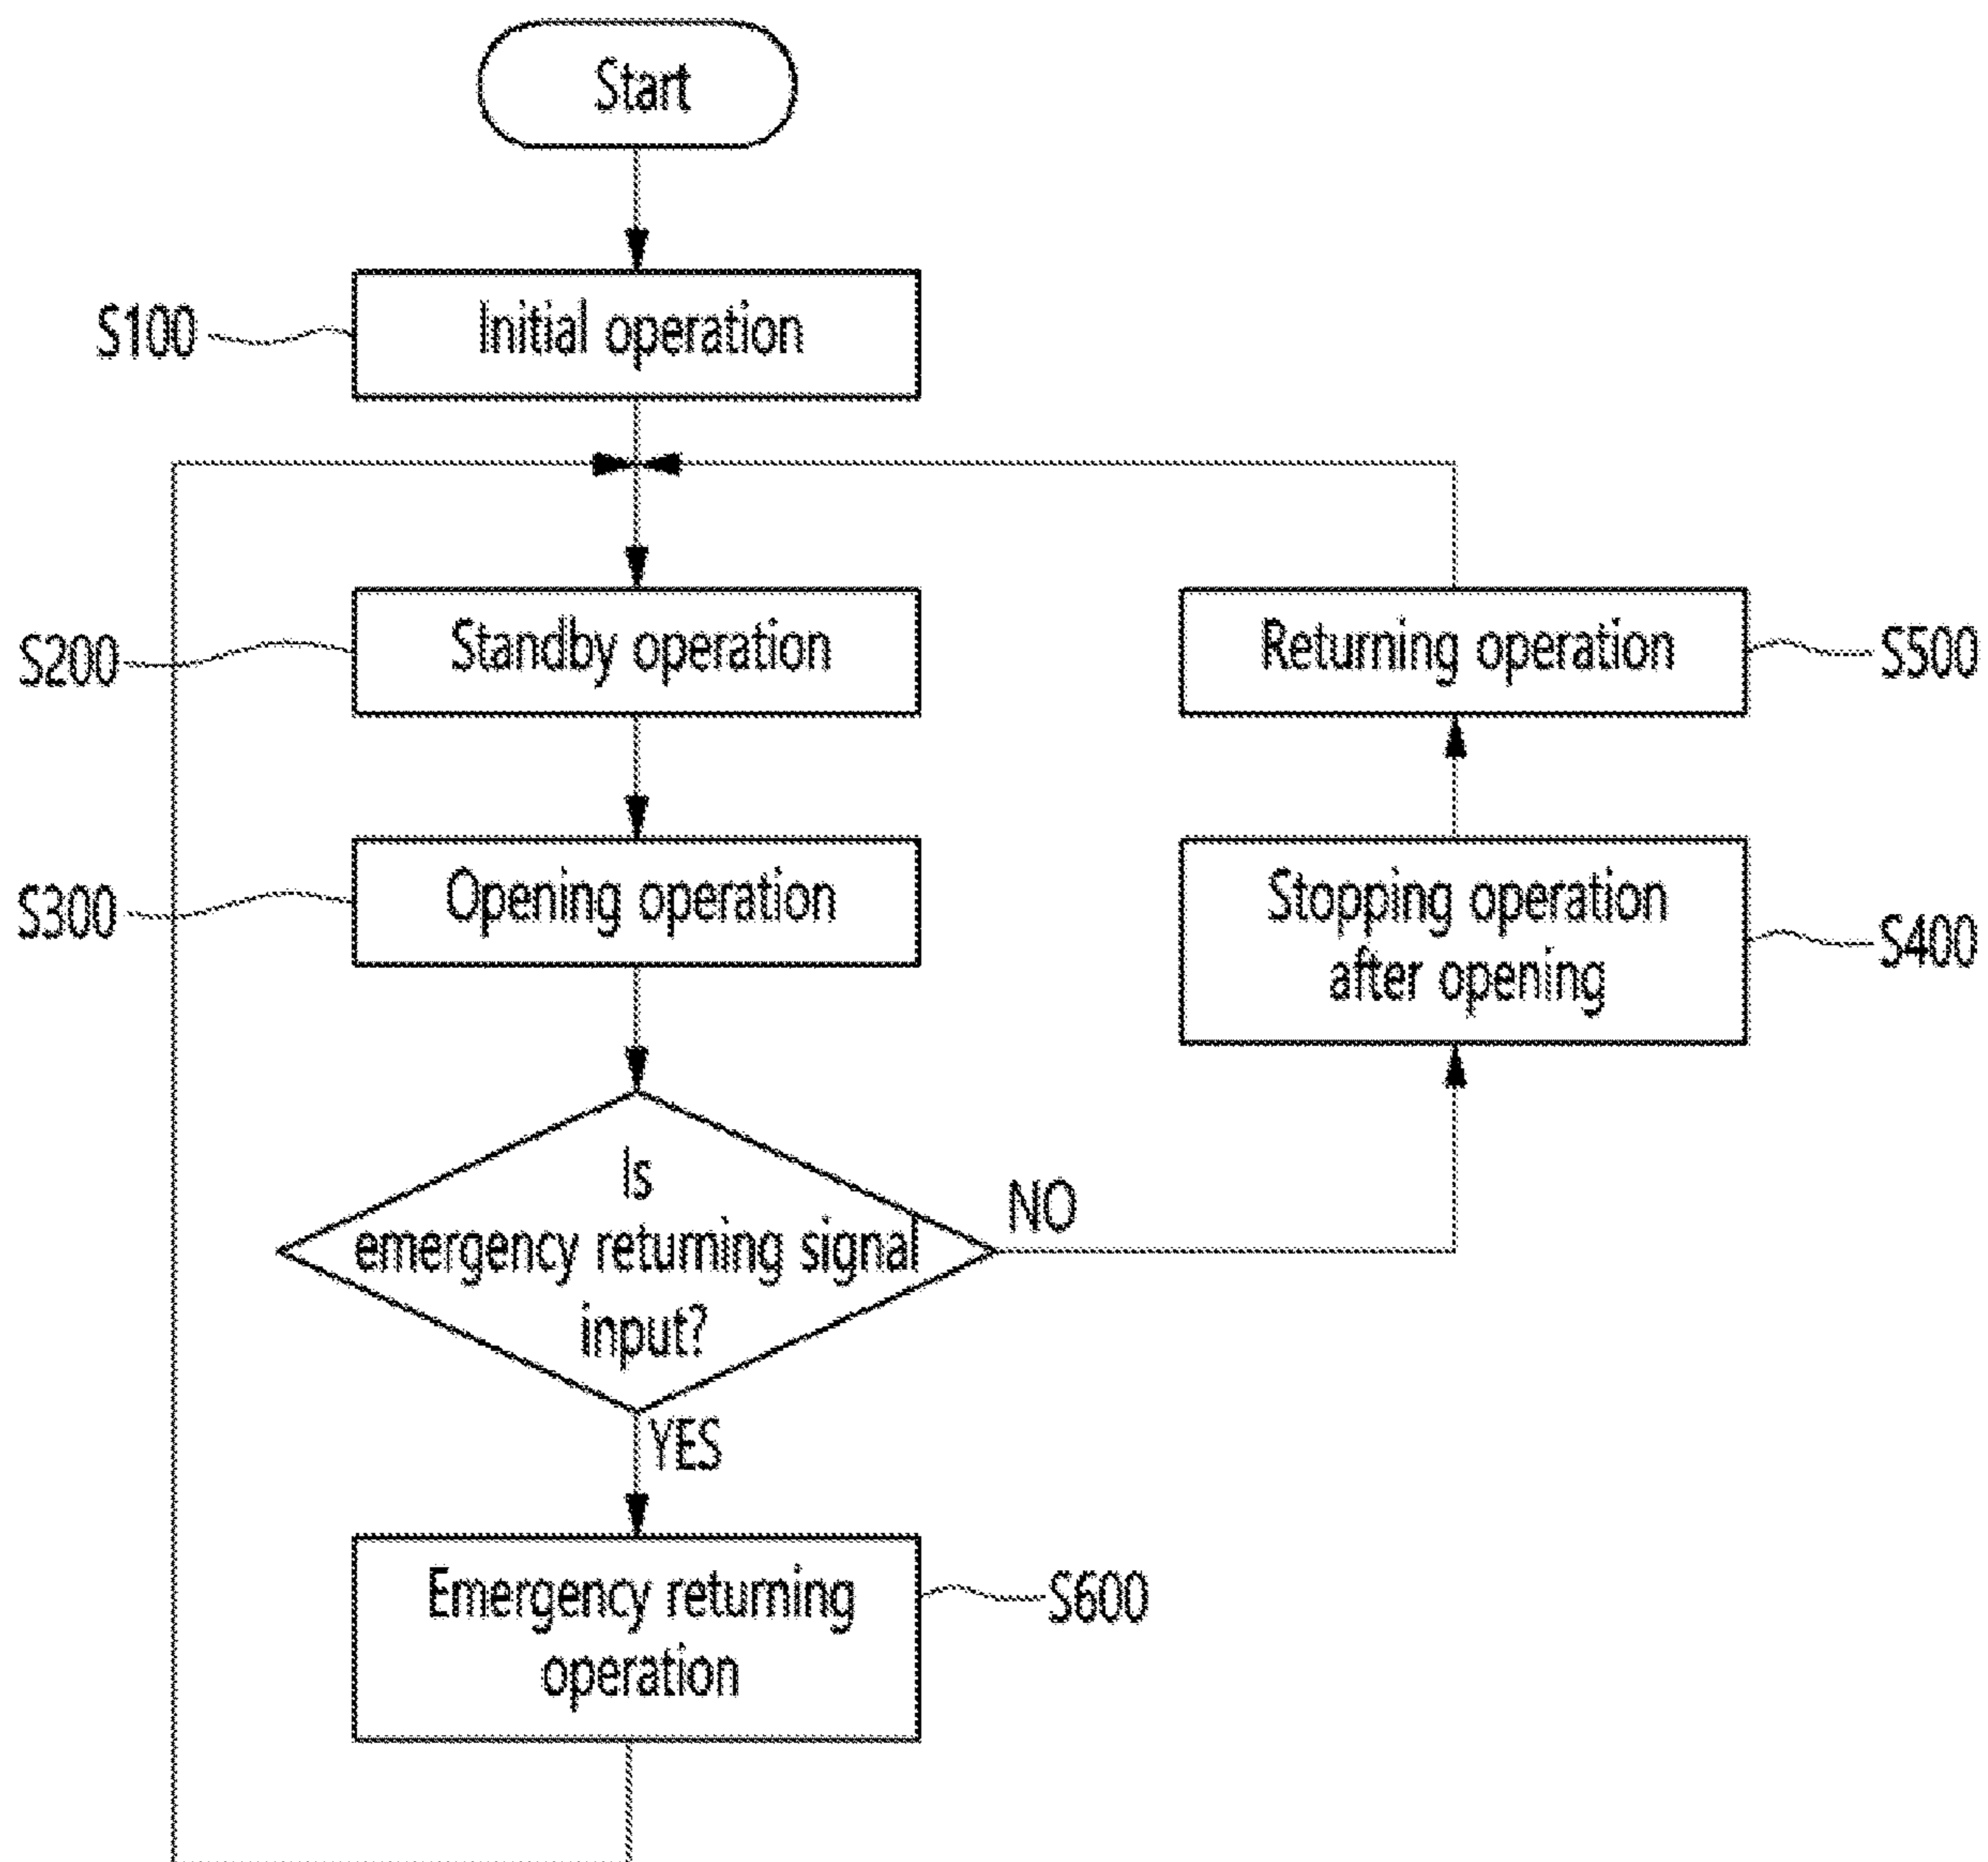 Start
S100
Initial operation
S200
Standby operation
Returning operation
S500
S300
Opening operation
Stopping operation
after opening
S400
Is
emergency returning signal
input?
NO
YES
Emergency returning
operation
S600